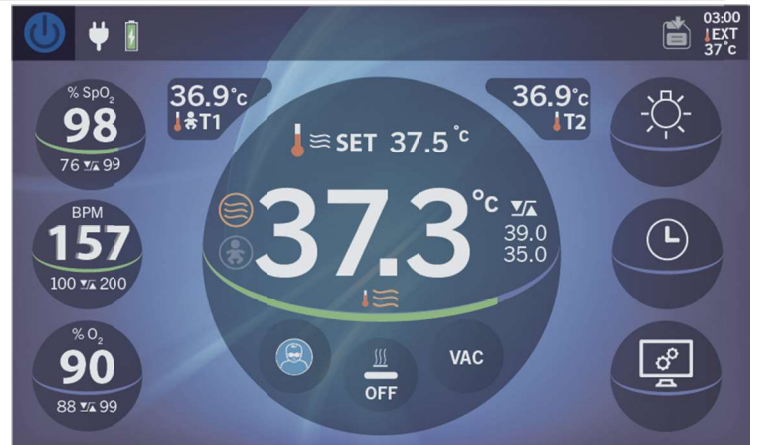 03:00
EXT
37°c
% SpO₂
98
76 99
36.9°c
T1
36.9°c
T2
SET 37.5°c
37.3°c
39.0
35.0
BPM
157
100 200
% O₂
90
88 99
OFF
VAC